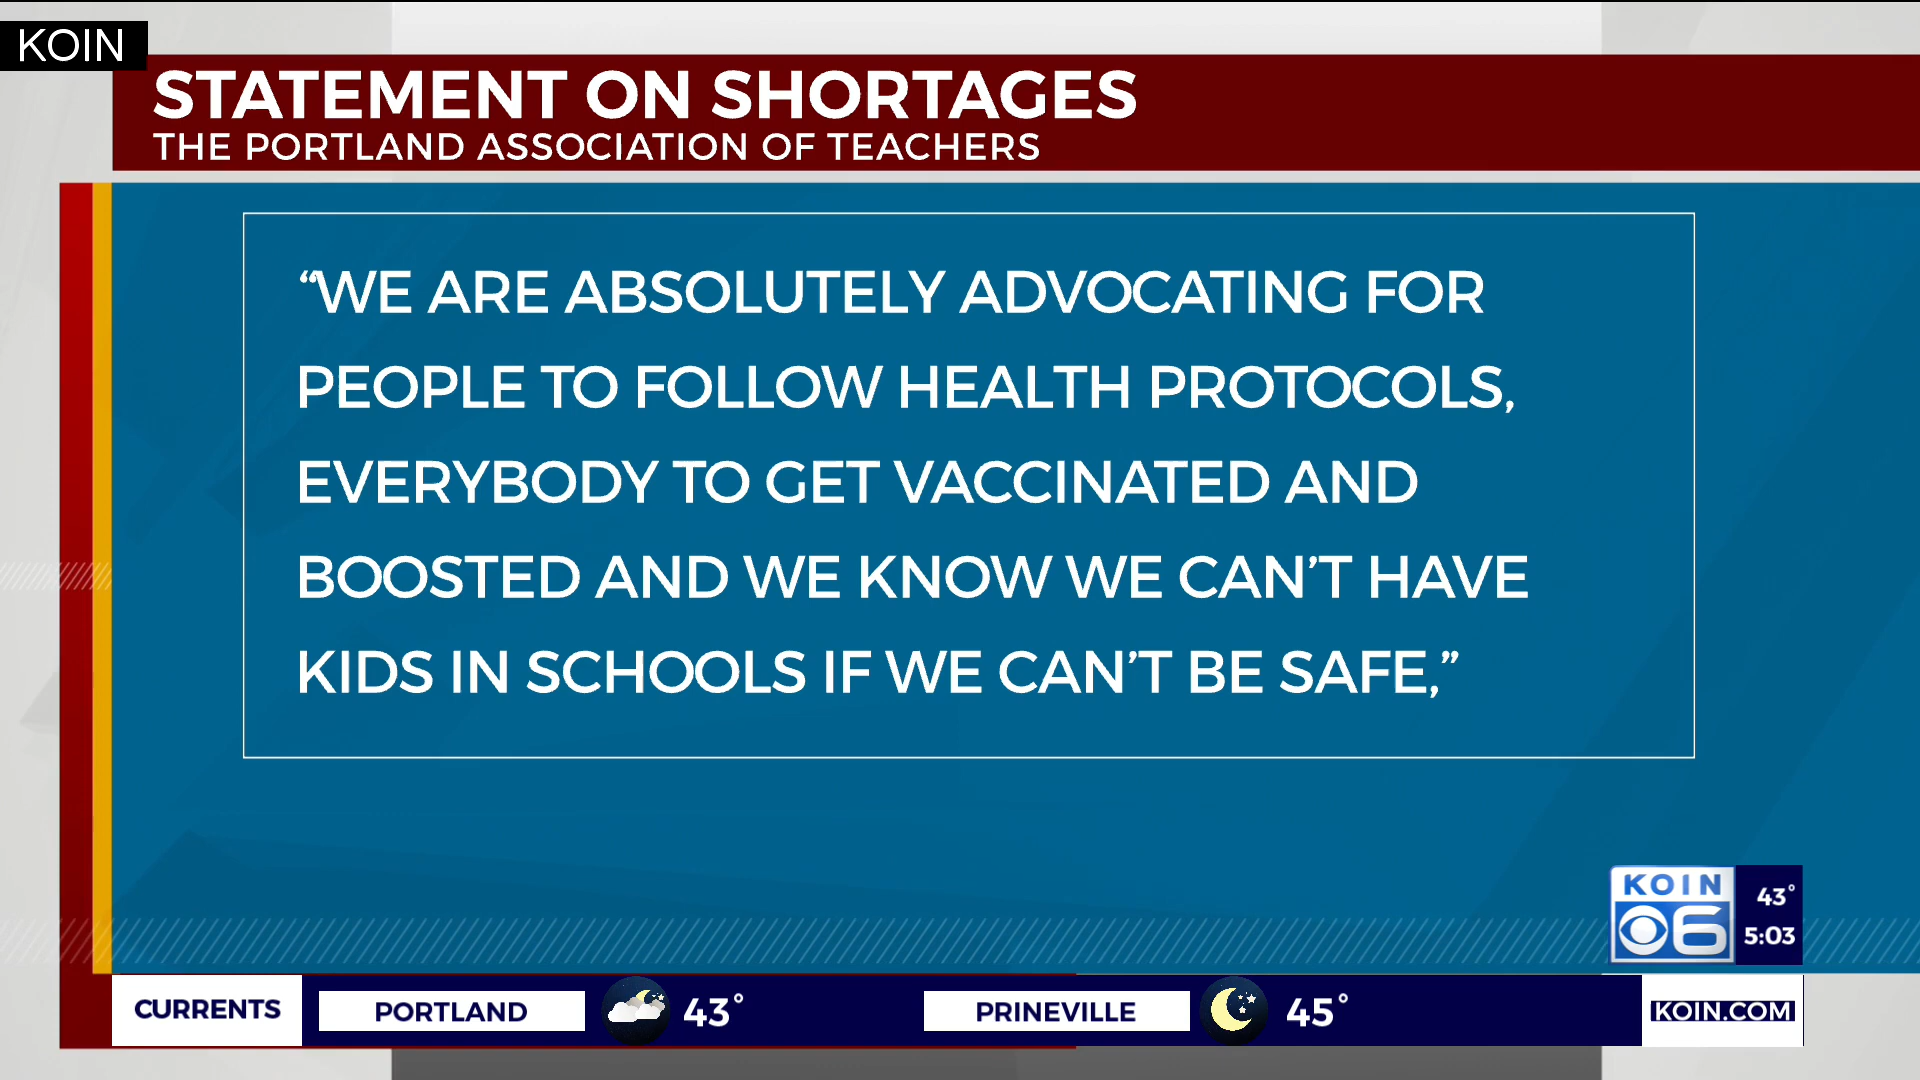 KOIN
STATEMENT ON SHORTAGES
THE PORTLAND ASSOCIATION OF TEACHERS
“WE ARE ABSOLUTELY ADVOCATING FOR
PEOPLE TO FOLLOW HEALTH PROTOCOLS,
EVERYBODY TO GET VACCINATED AND
BOOSTED AND WE KNOW WE CAN’T HAVE
KIDS IN SCHOOLS IF WE CAN’T BE SAFE,”
KOIN
6
43°
5:03
CURRENTS
PORTLAND
43°
PRINEVILLE
45°
KOIN.COM